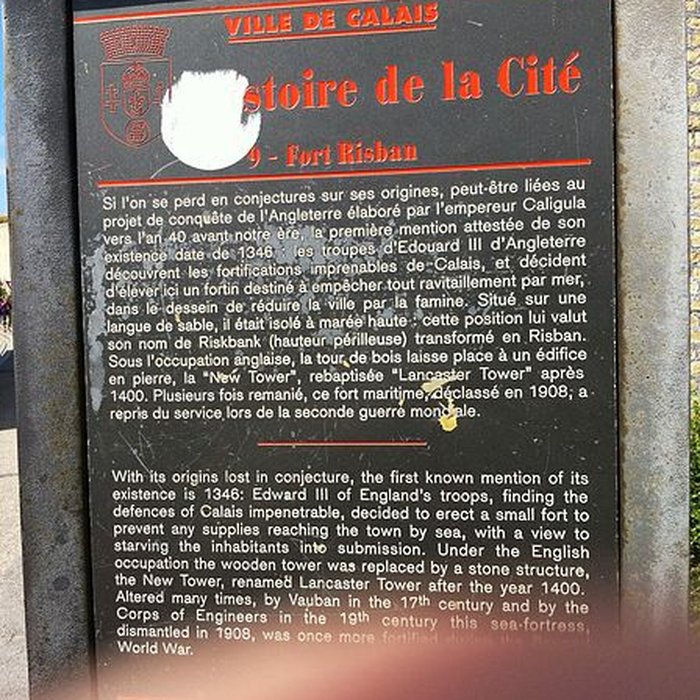 VILLE DE CALAIS
stoire de la Cité
9 - Fort Risban
Si l'on se perd en conjectures sur ses origines, peut-être liées au
projet de conquête de l'Angleterre élaboré par l'empereur Caligula
vers l'an 40 avant notre ère, la première mention attestée de son
existence date de 1346 les troupes d'Edouard III d'Angleterre
découvrent les fortifications imprenables de Calais, et décident
d'élever ici un fortin destiné à empêcher tout ravitaillement par mer,
dans le dessein de réduire la ville par la famine. Situé sur une
langue de sable, il était isolé à marée haute : cette position lui valut
son nom de Riskbank (hauteur périlleuse) transformé en Risban.
Sous l'occupation anglaise, la tour de bois laisse place à un édifice
en pierre, la "New Tower", rebaptisée "Lancaster Tower" après
1400. Plusieurs fois remanié, ce fort maritime, déclassé en 1908, a
repris du service lors de la seconde guerre mondiale.
With its origins lost in conjecture, the first known mention of its
existence is 1346: Edward III of England's troops, finding the
defences of Calais impenetrable, decided to erect a small fort to
prevent any supplies reaching the town by sea, with a view to
starving the inhabitants into submission. Under the English
occupation the wooden tower was replaced by a stone structure,
the New Tower, renamed Lancaster Tower after the year 1400.
Altered many times, by Vauban in the 17th century and by the
Corps of Engineers in the 19th century this sea-fortress,
dismantled in 1908, was once more fortified during the
World War.